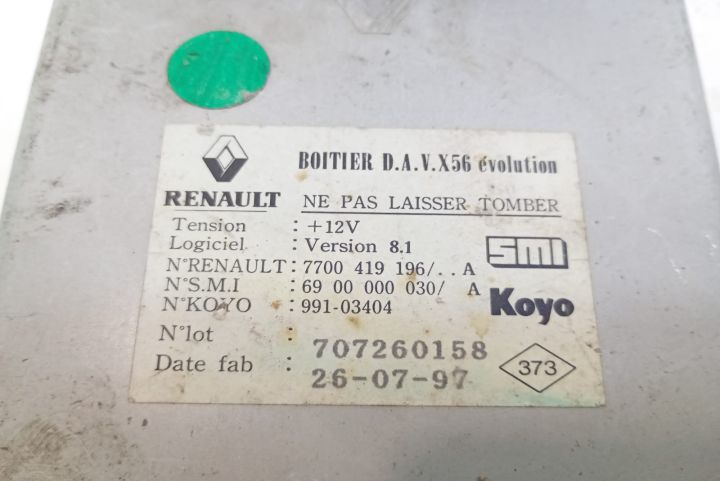 BOITIER D.A.V.X56 évolution
RENAULT NE PAS LAISSER TOMBER
Tension : +12V
Logiciel : Version 8.1
N°RENAULT : 7700 419 196/. . A
N°S.M.I : 69 00 000 030/ A
N°KOYO : 991-03404
smi
Koyo
N°lot : 707260158
Date fab : 26-07-97
373